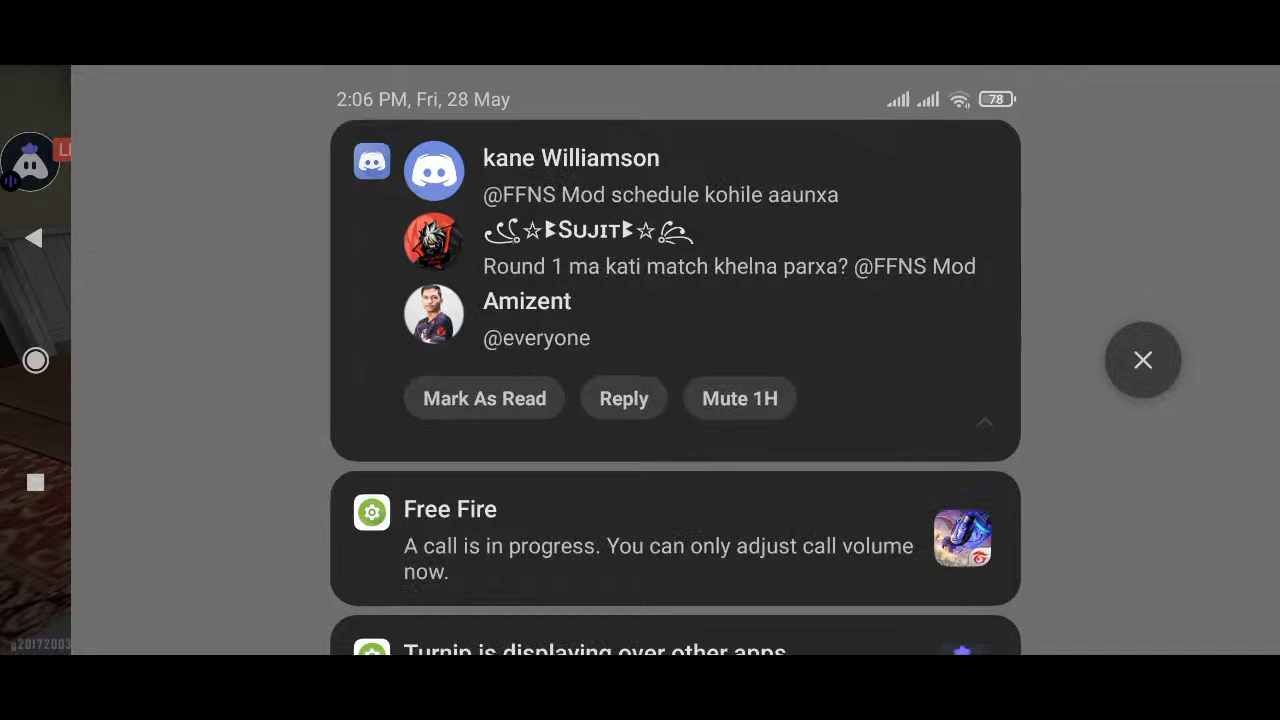 2:06 PM, Fri, 28 May
78
kane Williamson
@FFNS Mod schedule kohile aaunxa
☆SUJIT☆
Round 1 ma kati match khelna parxa? @FFNS Mod
Amizent
@everyone
Mark As Read
Reply
Mute 1H
Free Fire
A call is in progress. You can only adjust call volume
now.
Turnip is displaying over other apps